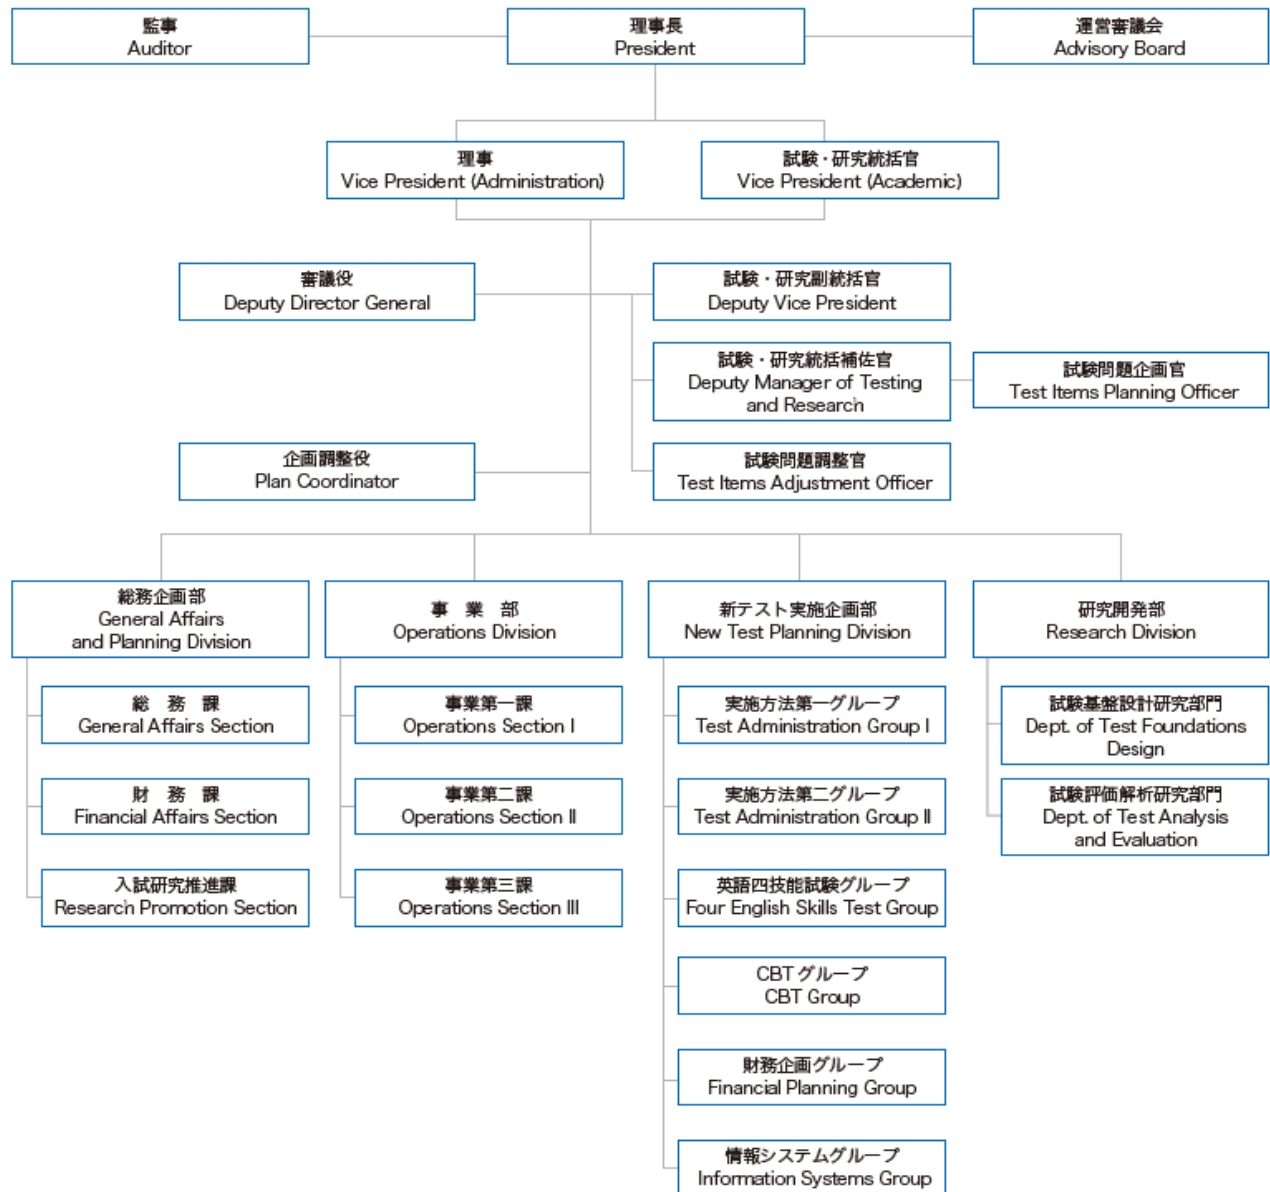 監事
Auditor
理事長
President
運営審議会
Advisory Board
理事
Vice President (Administration)
試験・研究統括官
Vice President (Academic)
審議役
Deputy Director General
試験・研究副統括官
Deputy Vice President
試験・研究統括補佐官
Deputy Manager of Testing
and Research
試験問題企画官
Test Items Planning Officer
企画調整役
Plan Coordinator
試験問題調整官
Test Items Adjustment Officer
総務企画部
General Affairs
and Planning Division
総　務　課
General Affairs Section
財　務　課
Financial Affairs Section
入試研究推進課
Research Promotion Section
事　業　部
Operations Division
事業第一課
Operations Section I
事業第二課
Operations Section II
事業第三課
Operations Section III
新テスト実施企画部
New Test Planning Division
実施方法第一グループ
Test Administration Group I
実施方法第二グループ
Test Administration Group II
英語四技能試験グループ
Four English Skills Test Group
CBTグループ
CBT Group
財務企画グループ
Financial Planning Group
情報システムグループ
Information Systems Group
研究開発部
Research Division
試験基盤設計研究部門
Dept. of Test Foundations
Design
試験評価解析研究部門
Dept. of Test Analysis
and Evaluation